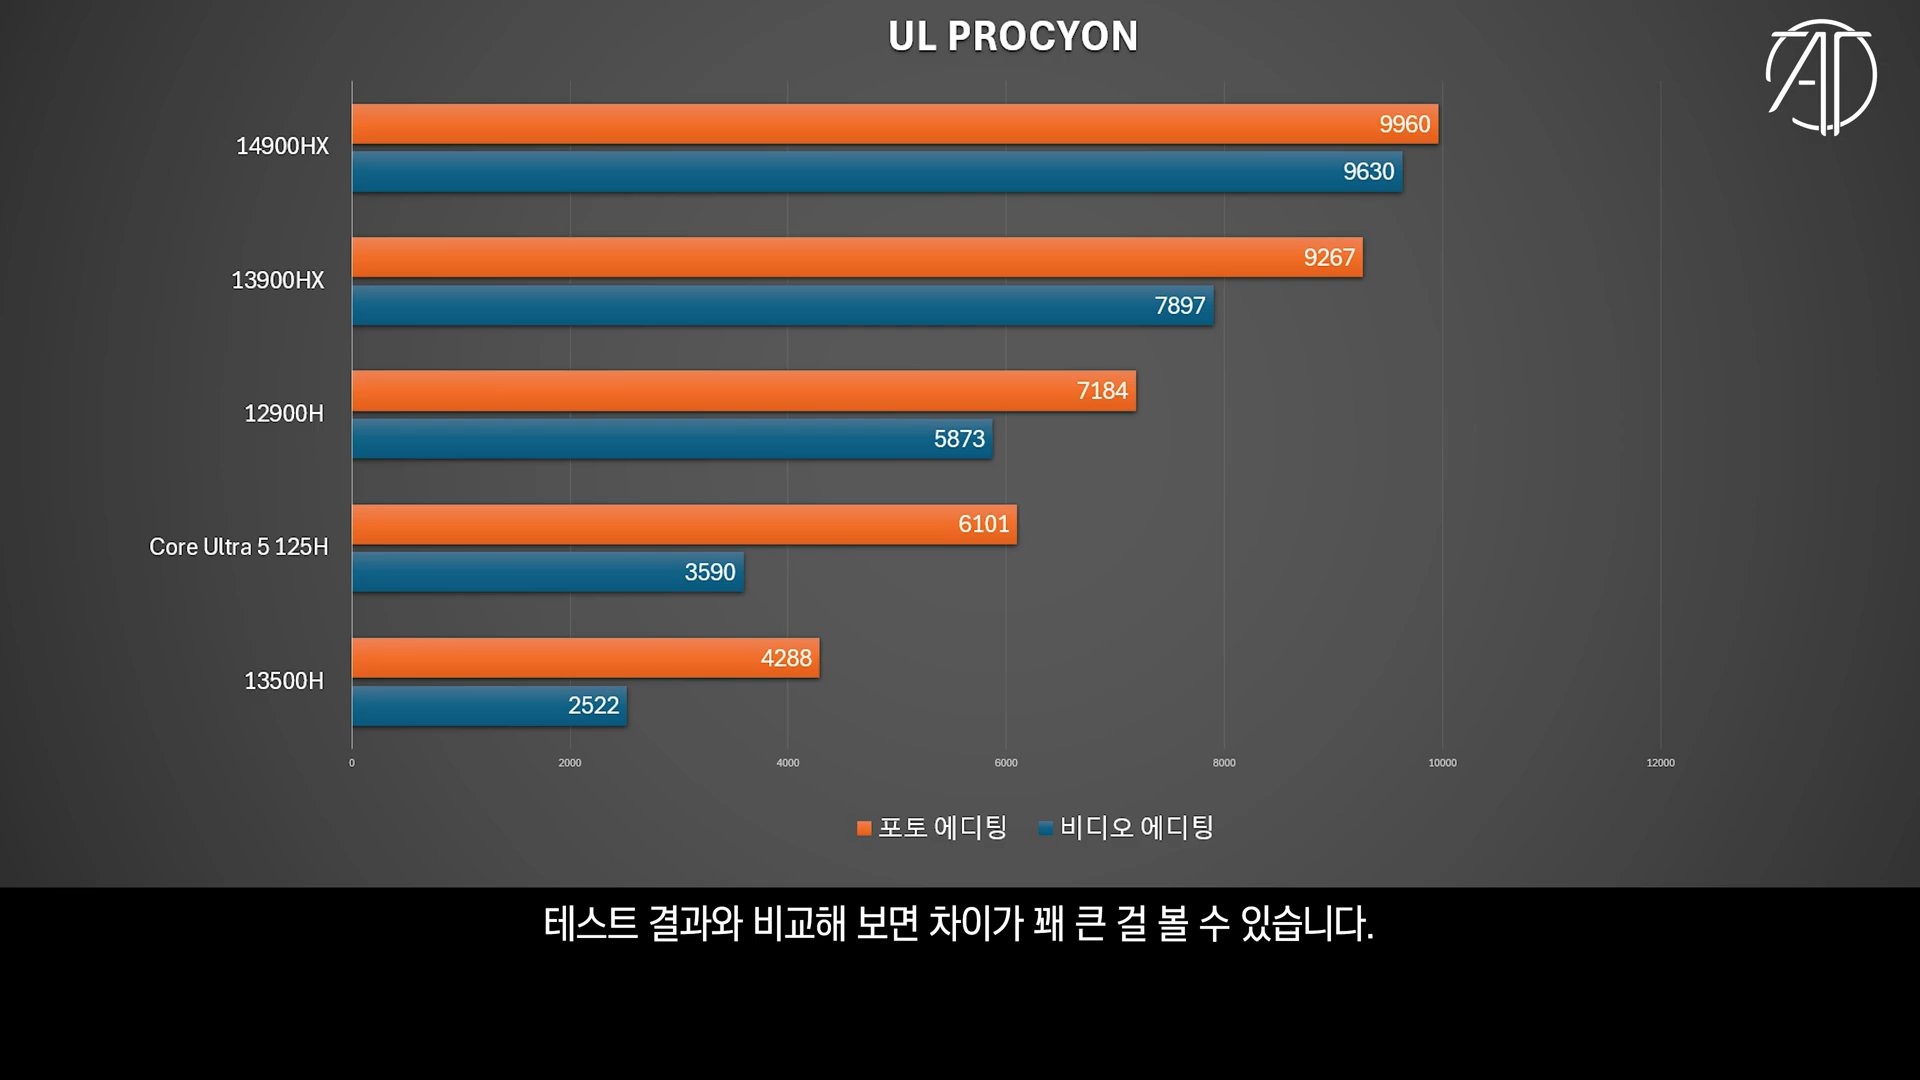 UL PROCYON
14900HX
9960
9630
13900HX
9267
7897
12900H
7184
5873
Core Ultra 5 125H
6101
3590
13500H
4288
2522
0 2000 4000 6000 8000 10000 12000
포토 에디팅 비디오 에디팅
테스트 결과와 비교해 보면 차이가 꽤 큰 걸 볼 수 있습니다.